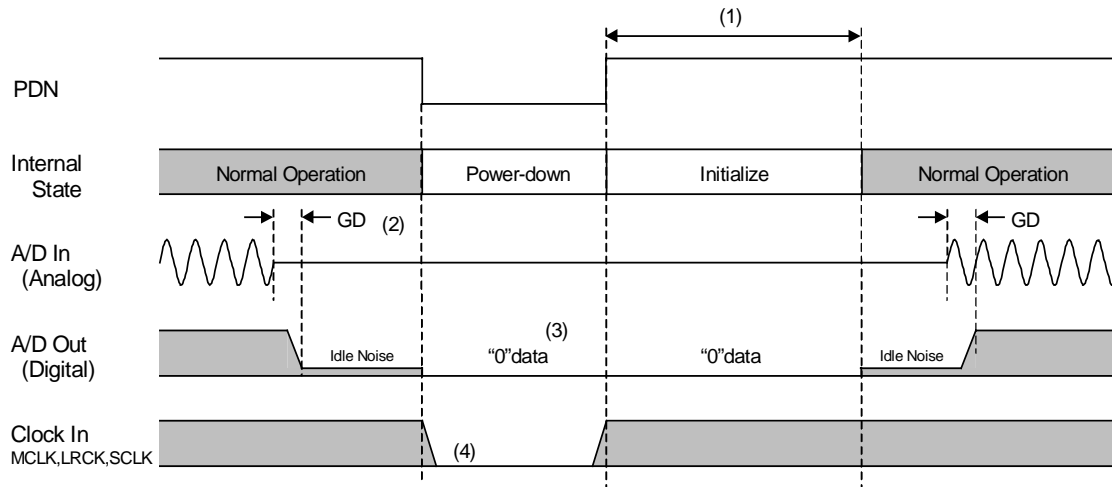 (1)
PDN
Internal
State
Normal Operation
Power-down
Initialize
Normal Operation
GD
(2)
GD
A/D In
(Analog)
A/D Out
(Digital)
Idle Noise
(3)
“0”data
“0”data
Idle Noise
Clock In
MCLK,LRCK,SCLK
(4)